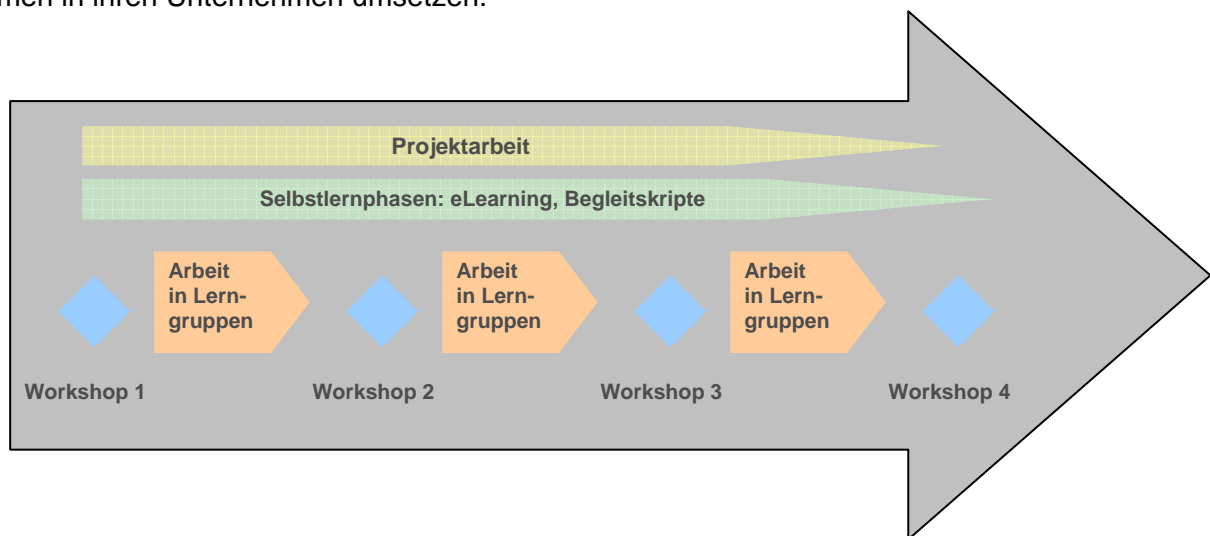 in ihren Unternehmen umsetzen.
Projektarbeit
Selbstlernphasen: eLearning, Begleitskripte
Arbeit
in Lern-
gruppen
Arbeit
in Lern-
gruppen
Arbeit
in Lern-
gruppen
Workshop 1
Workshop 2
Workshop 3
Workshop 4